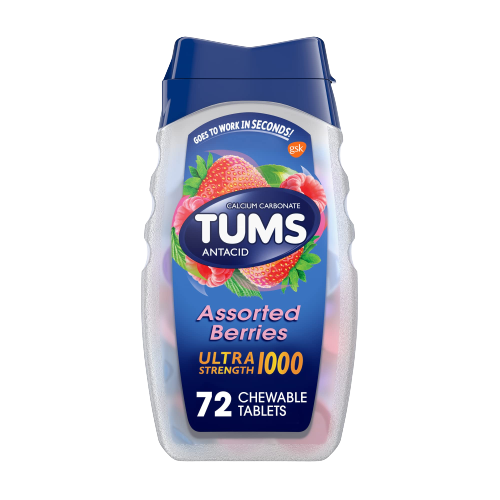 GOES TO WORK IN SECONDS!
gsk
CALCIUM CARBONATE
TUMS
ANTACID
Assorted
Berries
ULTRA
STRENGTH 1000
72 CHEWABLE
TABLETS